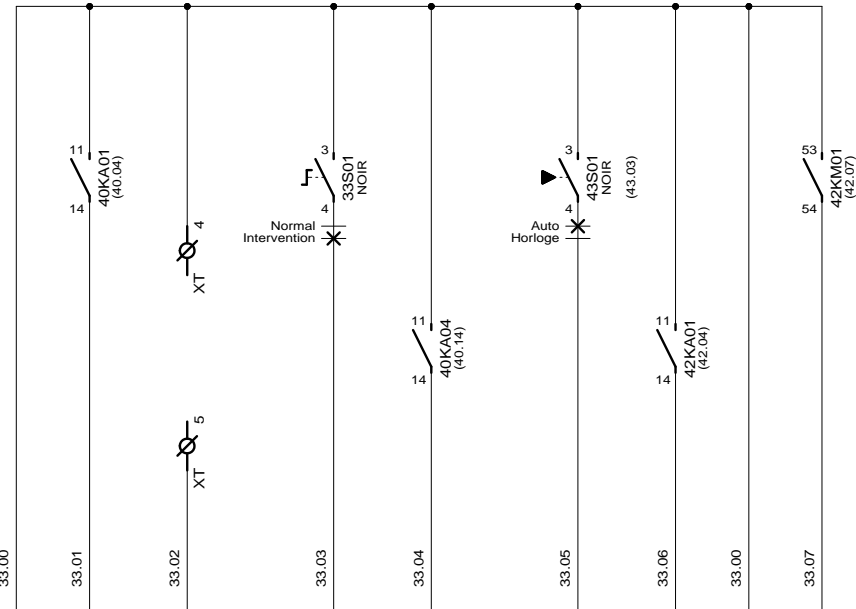 11
40KA01
(40.04)
14
4
XT
5
XT
3
33S01
NOIR
4
Normal
Intervention
11
40KA04
(40.14)
14
3
43S01
NOIR
(43.03)
4
Auto
Horloge
11
42KA01
(42.04)
14
53
42KM01
(42.07)
54
33.00
33.01
33.02
33.03
33.04
33.05
33.06
33.00
33.07